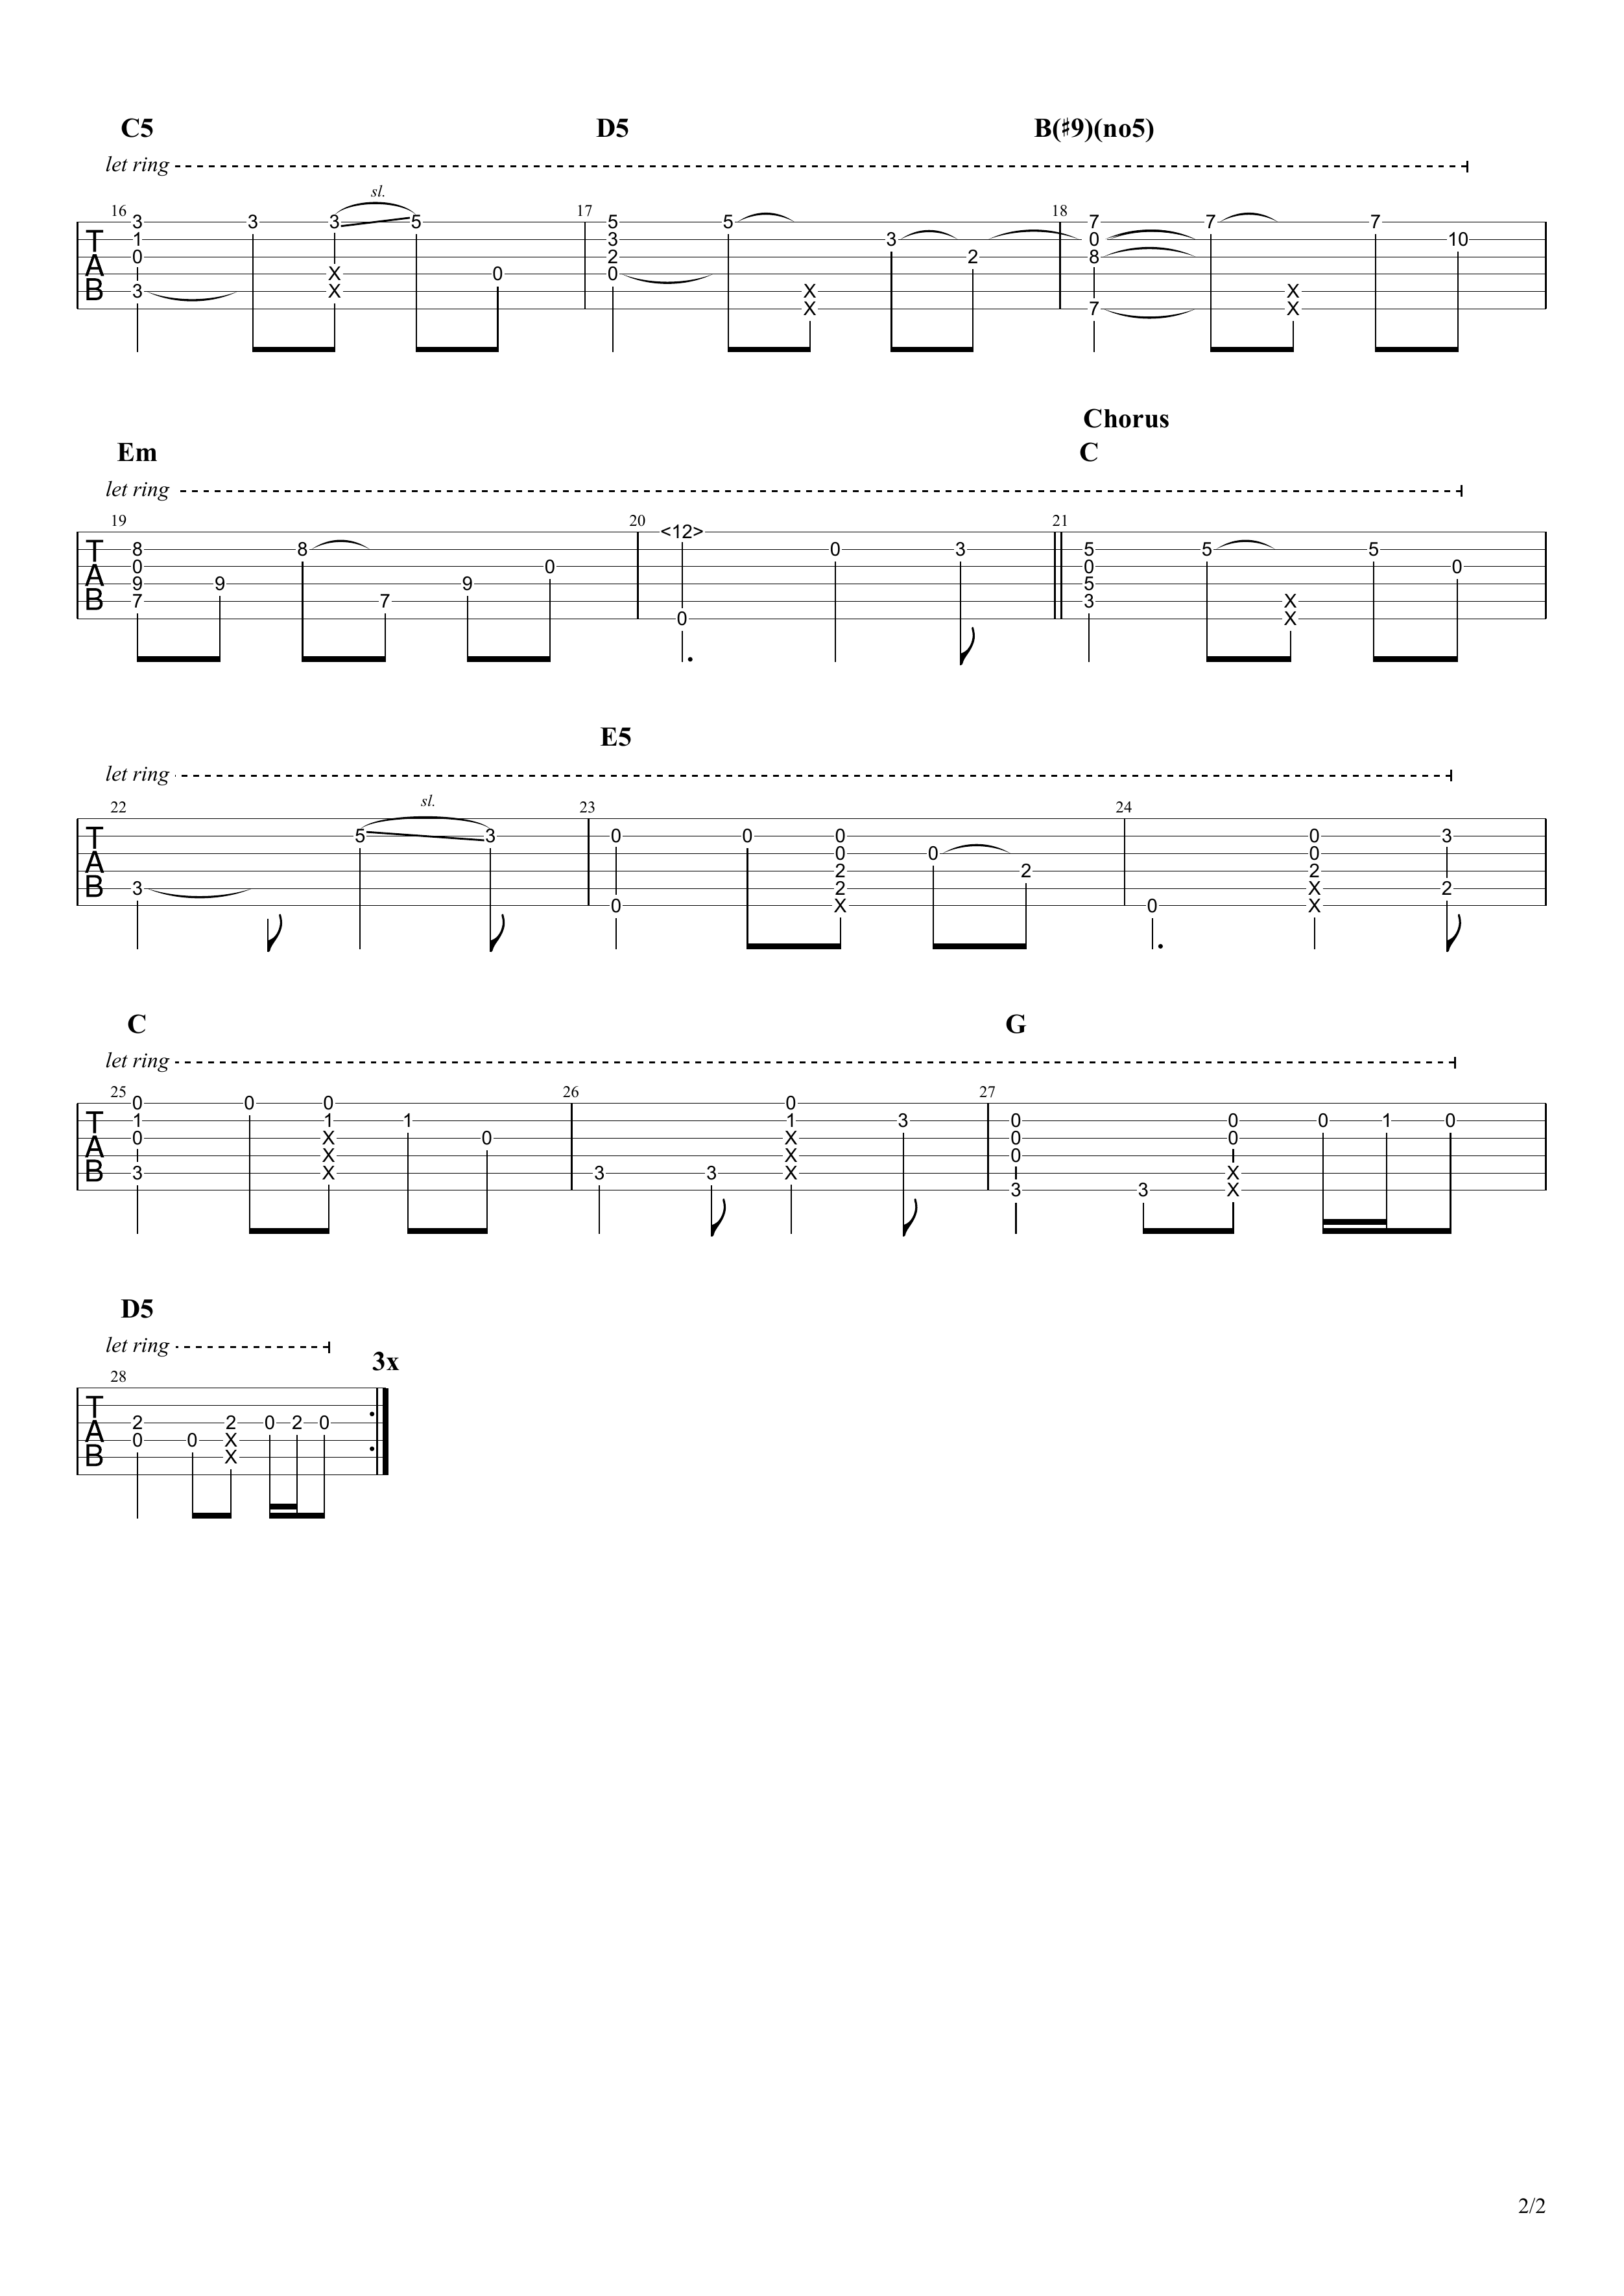 C5 D5 B(♯9)(no5)
let ring
sl.
16 17 18
3 3 3 5 5 5 7 7 7
T 1 3 3 0 10
0 2 2 8
A X 0 0
B 3 X X X
X 7 X
Chorus
Em C
let ring
19 20 21
<12>
T 8 8 0 3 5 5 5
0 0 0 0
A 9 9 9 5
B 7 7 3 X
0 X
E5
let ring
sl.
22 23 24
T 5 3 0 0 0 0 3
0 0 0
A 2 2 2
B 3 2 X 2
0 X 0 X
C G
let ring
25 26 27
0 0 0 0
T 1 1 1 1 3 0 0 0 1 0
0 X 0 X 0 0
A X X 0
B 3 X 3 3 X X
3 3 X
D5
let ring
3x
28
T
2 2 0 2 0
A 0 0 X
B X
2/2